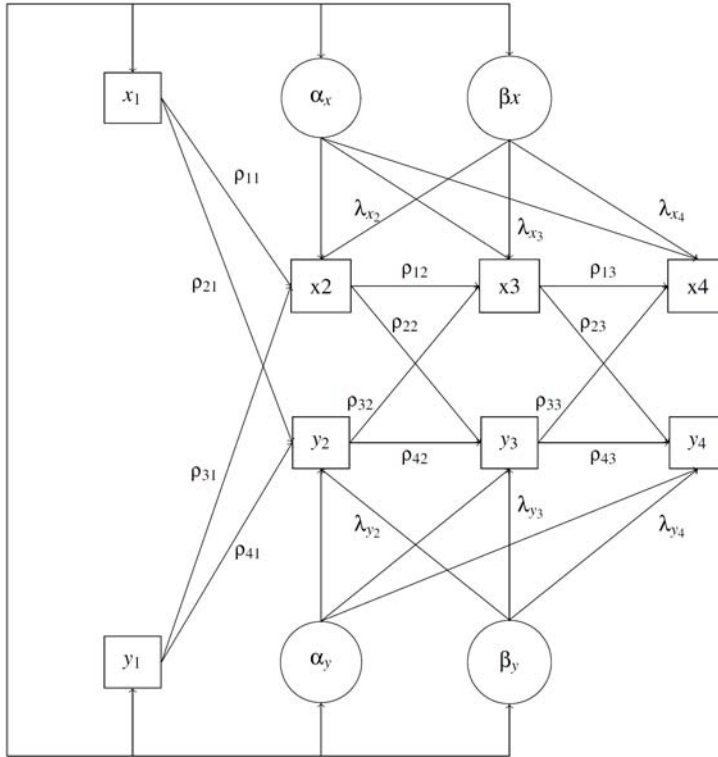 x₁ αₓ βx
ρ₁₁
λₓ₂ λₓ₃ λₓ₄
ρ₂₁
x2 ρ₁₂ x3 ρ₁₃ x4
ρ₂₂ ρ₂₃
ρ₃₂ ρ₃₃
y₂ ρ₄₂ y₃ ρ₄₃ y₄
ρ₃₁
λy₂ λy₃ λy₄
ρ₄₁
y₁ αy βy